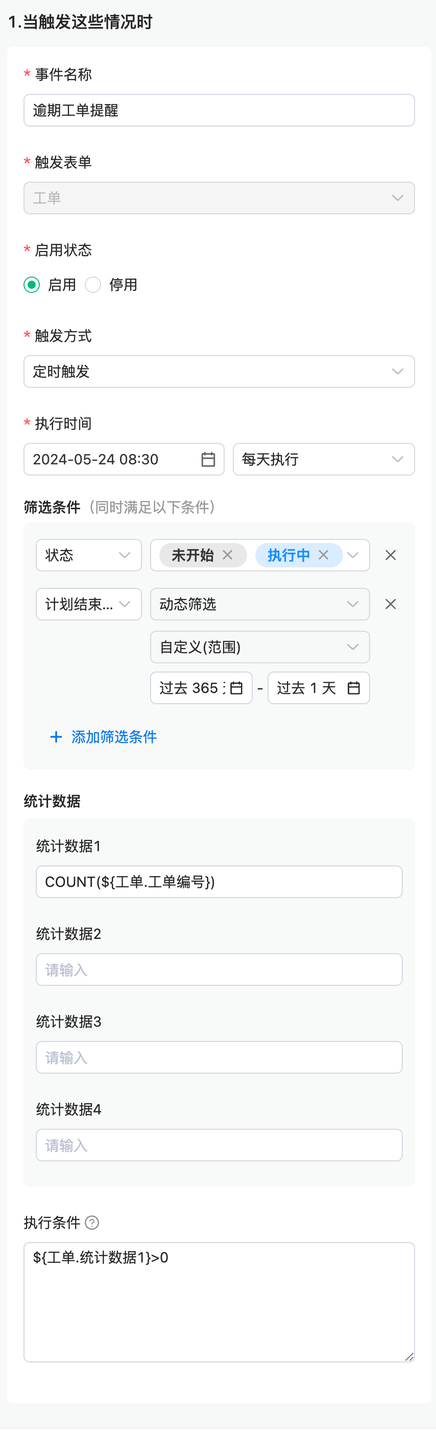 1.当触发这些情况时
* 事件名称
逾期工单提醒
* 触发表单
工单
* 启用状态
启用 停用
* 触发方式
定时触发
* 执行时间
2024-05-24 08:30 每天执行
筛选条件（同时满足以下条件）
状态 未开始 × 执行中 ×
计划结束... 动态筛选
自定义(范围)
过去 365 - 过去 1 天
+ 添加筛选条件
统计数据
统计数据1
COUNT(${工单.工单编号})
统计数据2
请输入
统计数据3
请输入
统计数据4
请输入
执行条件 ?
${工单.统计数据1}>0